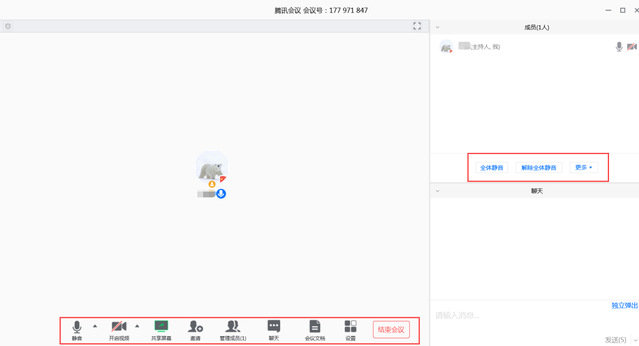 腾讯会议 会议号：177 971 847
成员(1人)
(主持人, 我)
全体静音 解除全体静音 更多
聊天
独立弹出
请输入消息...
发送(S)
静音 开启视频 共享屏幕 邀请 管理成员(1) 聊天 会议文档 设置 结束会议